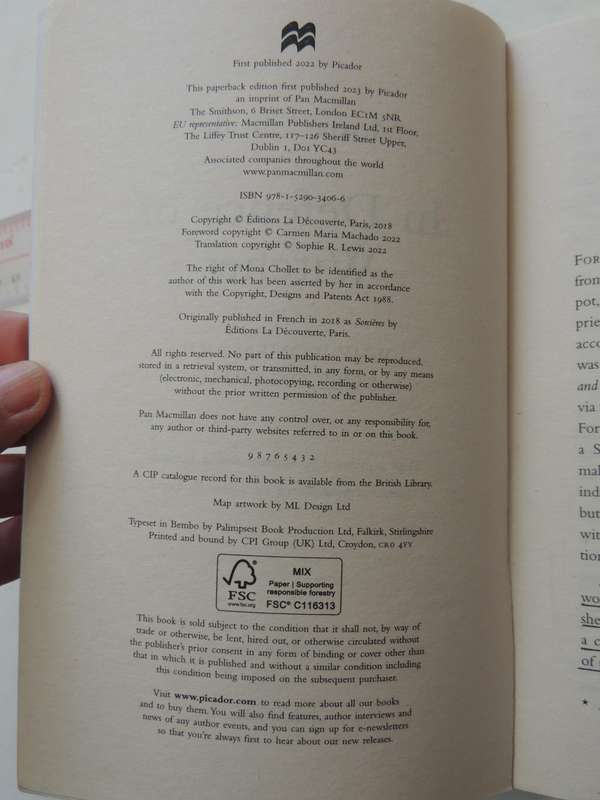 First published 2022 by Picador
This paperback edition first published 2023 by Picador
an imprint of Pan Macmillan
The Smithson, 6 Briset Street, London EC1M 5NR
EU representative: Macmillan Publishers Ireland Ltd, 1st Floor,
The Liffey Trust Centre, 117–126 Sheriff Street Upper,
Dublin 1, D01 YC43
Associated companies throughout the world
www.panmacmillan.com
ISBN 978-1-5290-3406-6
Copyright © Éditions La Découverte, Paris, 2018
Foreword copyright © Carmen Maria Machado 2022
Translation copyright © Sophie R. Lewis 2022
The right of Mona Chollet to be identified as the
author of this work has been asserted by her in accordance
with the Copyright, Designs and Patents Act 1988.
Originally published in French in 2018 as Sorcières by
Éditions La Découverte, Paris.
All rights reserved. No part of this publication may be reproduced,
stored in a retrieval system, or transmitted, in any form, or by any means
(electronic, mechanical, photocopying, recording or otherwise)
without the prior written permission of the publisher.
Pan Macmillan does not have any control over, or any responsibility for,
any author or third-party websites referred to in or on this book.
9 8 7 6 5 4 3 2
A CIP catalogue record for this book is available from the British Library.
Map artwork by ML Design Ltd
Typeset in Bembo by Palimpsest Book Production Ltd, Falkirk, Stirlingshire
Printed and bound by CPI Group (UK) Ltd, Croydon, CR0 4YY
FSC
www.fsc.org
MIX
Paper | Supporting
responsible forestry
FSC® C116313
This book is sold subject to the condition that it shall not, by way of
trade or otherwise, be lent, hired out, or otherwise circulated without
the publisher's prior consent in any form of binding or cover other than
that in which it is published and without a similar condition including
this condition being imposed on the subsequent purchaser.
Visit www.picador.com to read more about all our books
and to buy them. You will also find features, author interviews and
news of any author events, and you can sign up for e-newsletters
so that you're always first to hear about our new releases.
For
from
pot,
prie
acco
was
and
via
For
a S
mal
ind
but
wit
tion
wo
she
a c
of
*